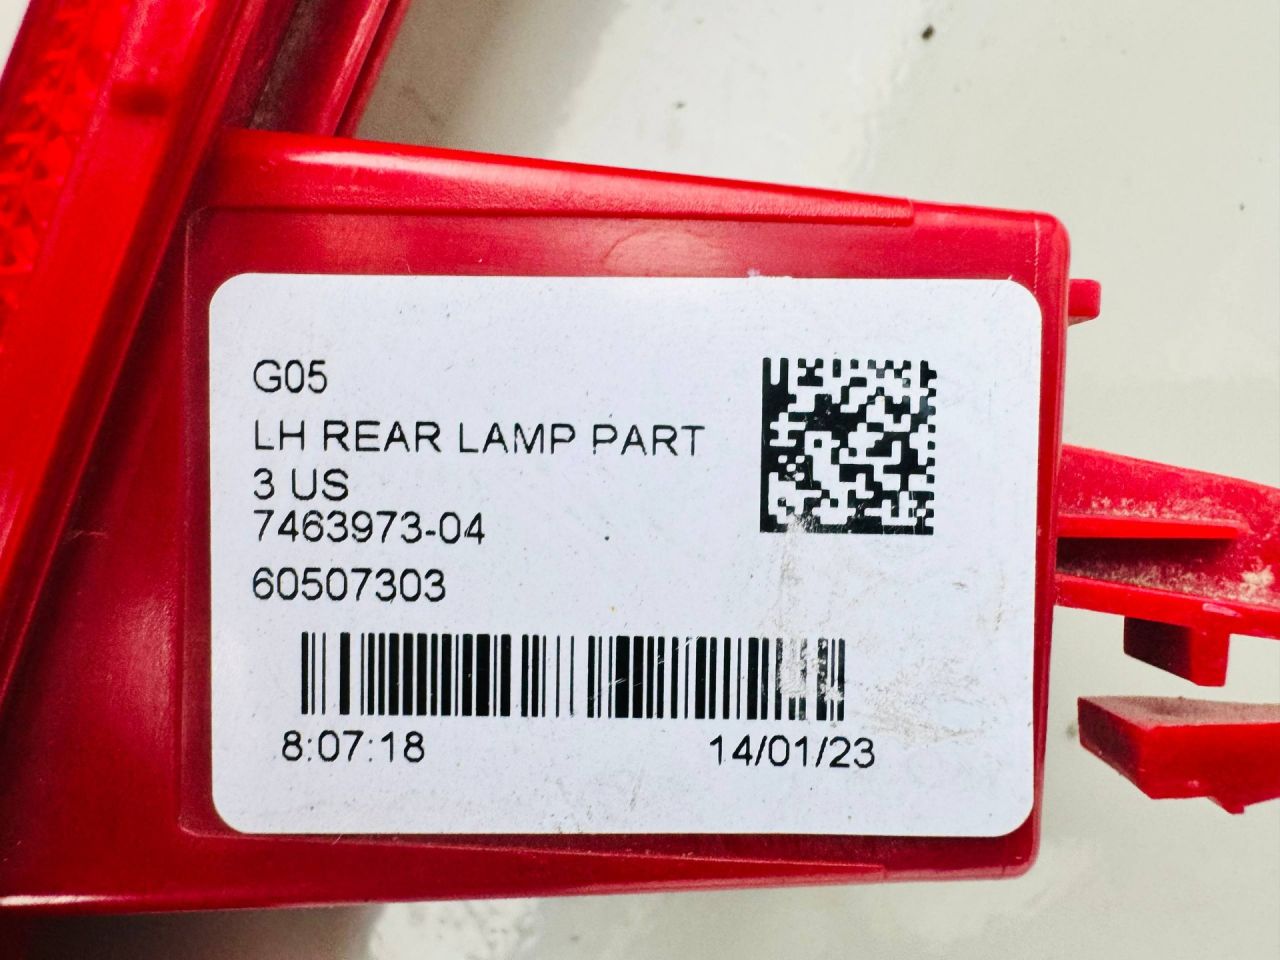 G05
LH REAR LAMP PART
3 US
7463973-04
60507303
8:07:18 14/01/23